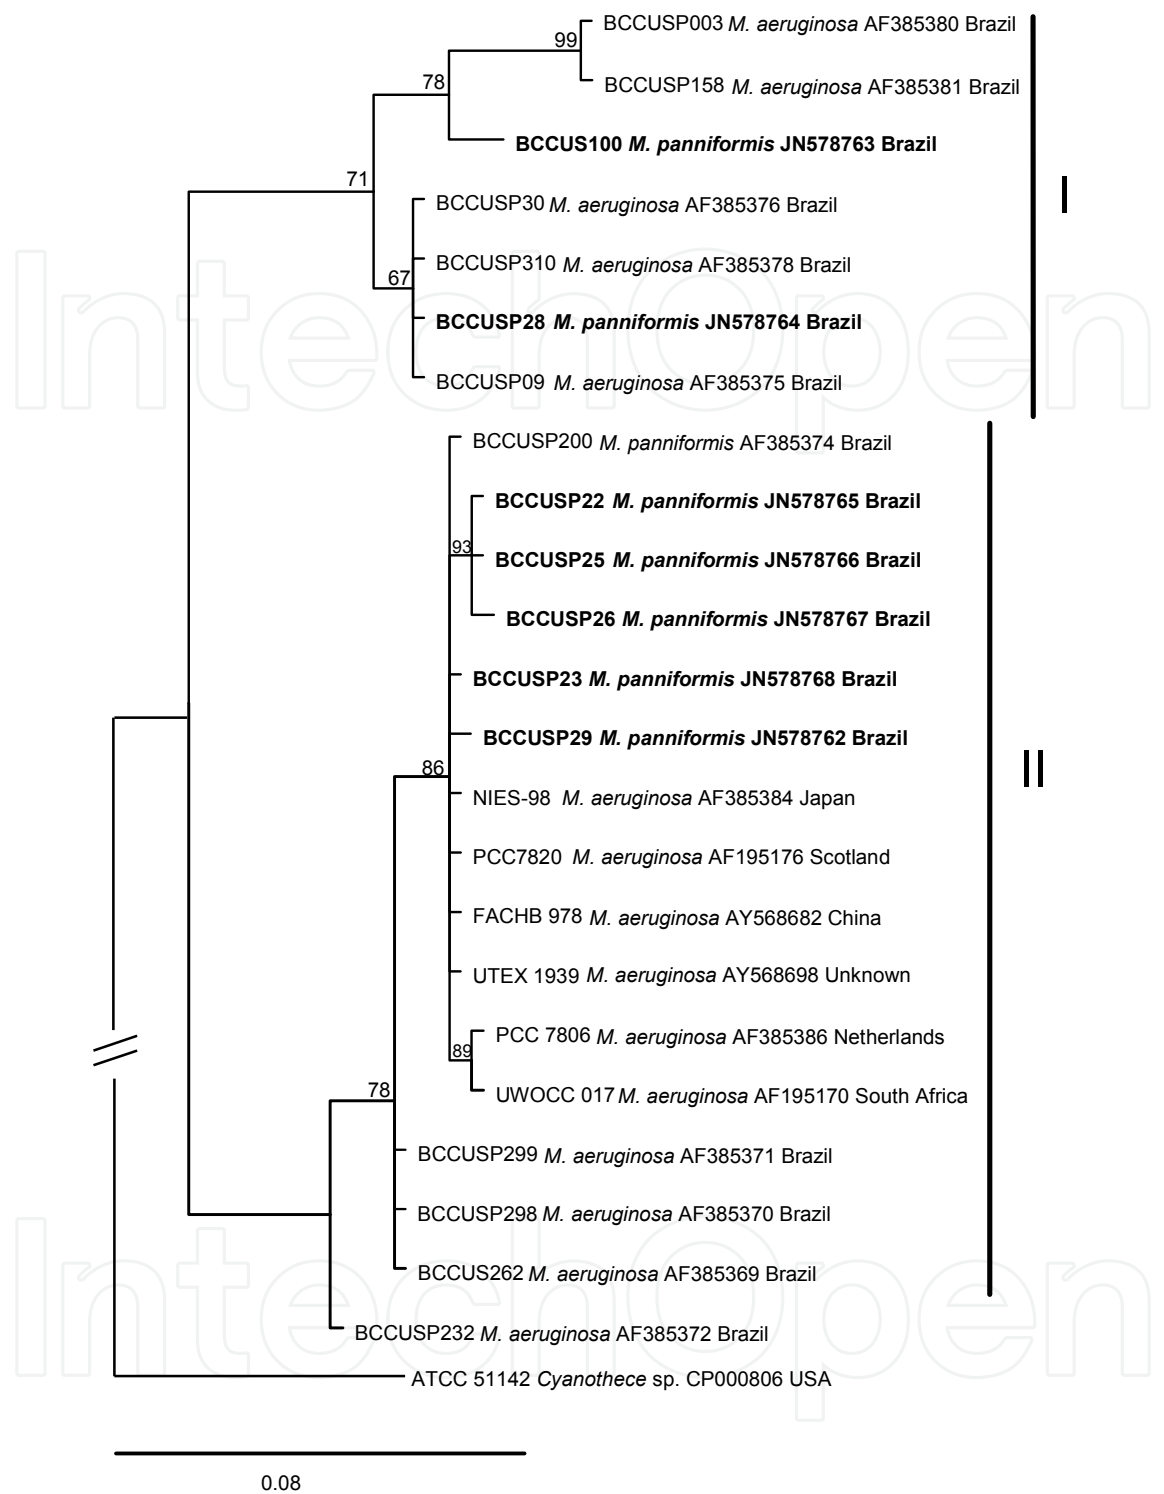 BCCUSP003 M. aeruginosa AF385380 Brazil
99
BCCUSP158 M. aeruginosa AF385381 Brazil
78
BCCUS100 M. panniformis JN578763 Brazil
71
I
BCCUSP30 M. aeruginosa AF385376 Brazil
BCCUSP310 M. aeruginosa AF385378 Brazil
67
BCCUSP28 M. panniformis JN578764 Brazil
IntechOpen
BCCUSP09 M. aeruginosa AF385375 Brazil
BCCUSP200 M. panniformis AF385374 Brazil
BCCUSP22 M. panniformis JN578765 Brazil
93
BCCUSP25 M. panniformis JN578766 Brazil
BCCUSP26 M. panniformis JN578767 Brazil
BCCUSP23 M. panniformis JN578768 Brazil
BCCUSP29 M. panniformis JN578762 Brazil
86
II
NIES-98 M. aeruginosa AF385384 Japan
PCC7820 M. aeruginosa AF195176 Scotland
FACHB 978 M. aeruginosa AY568682 China
UTEX 1939 M. aeruginosa AY568698 Unknown
PCC 7806 M. aeruginosa AF385386 Netherlands
89
UWOCC 017 M. aeruginosa AF195170 South Africa
78
BCCUSP299 M. aeruginosa AF385371 Brazil
BCCUSP298 M. aeruginosa AF385370 Brazil
BCCUS262 M. aeruginosa AF385369 Brazil
IntechOpen
BCCUSP232 M. aeruginosa AF385372 Brazil
ATCC 51142 Cyanothece sp. CP000806 USA
0.08